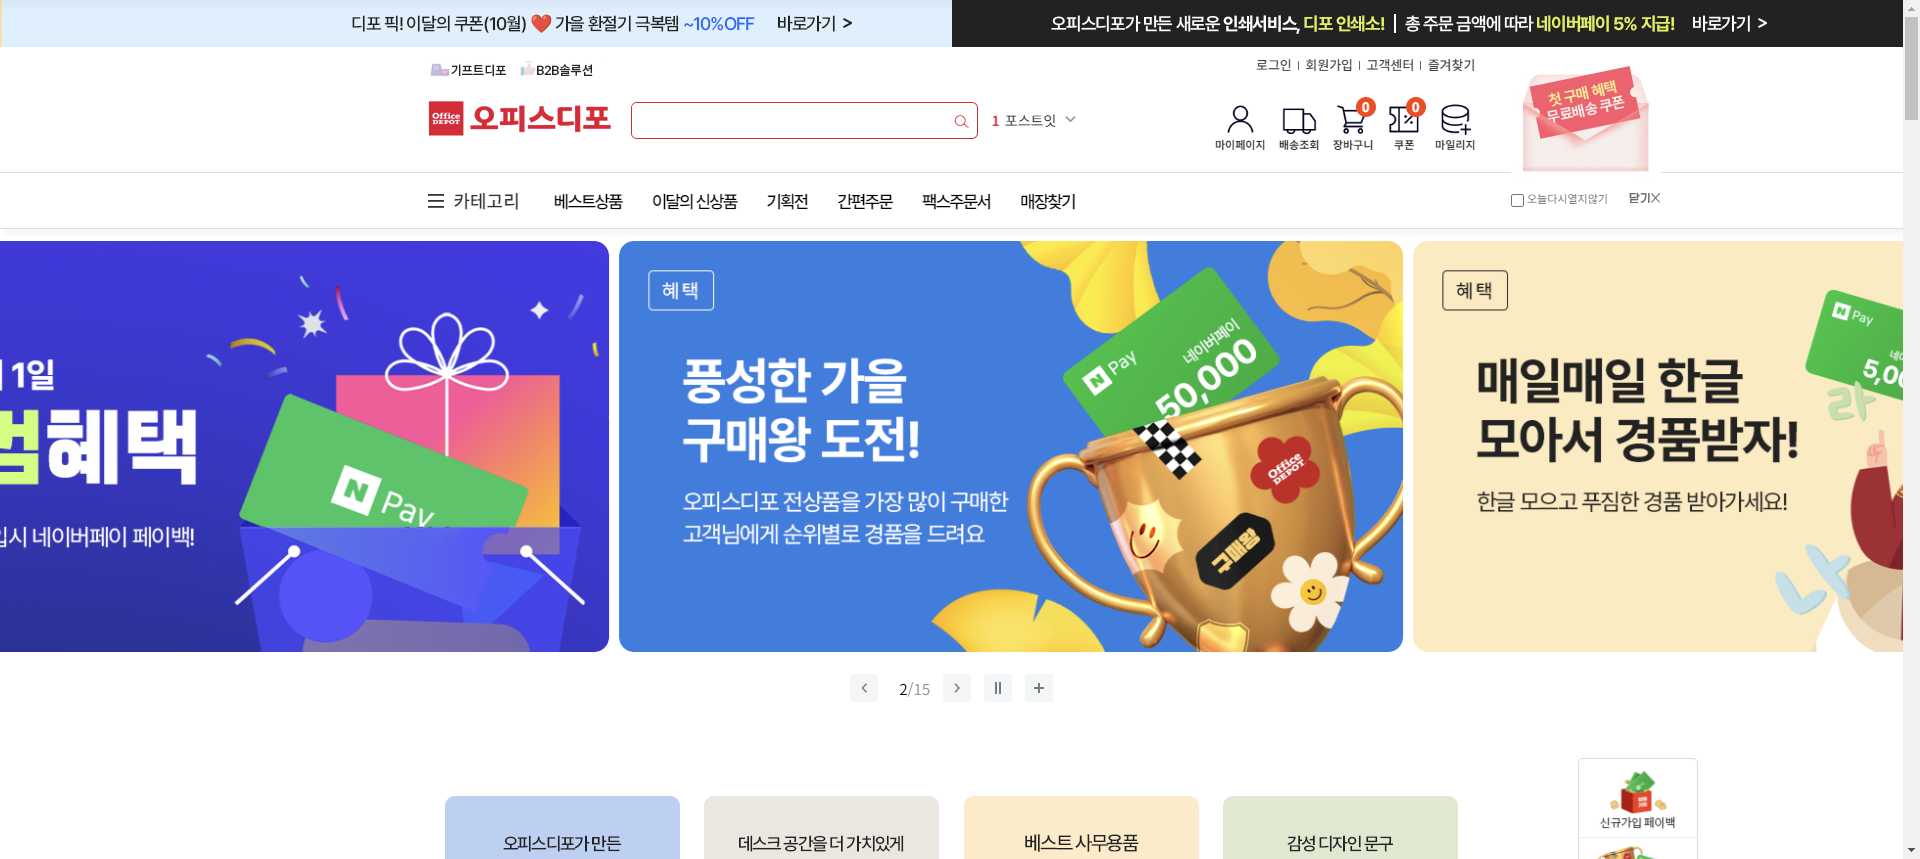 디포 픽! 이달의 쿠폰(10월) ❤️ 가을 환절기 극복템 ~10%OFF 바로가기 >
오피스디포가 만든 새로운 인쇄서비스, 디포 인쇄소! | 총 주문 금액에 따라 네이버페이 5% 지급! 바로가기 >
기프트디포 B2B솔루션
로그인 | 회원가입 | 고객센터 | 즐겨찾기
Office DEPOT 오피스디포
1 포스트잇
0
0
마이페이지 배송조회 장바구니 쿠폰 마일리지
첫 구매 혜택
무료배송 쿠폰
카테고리 베스트상품 이달의 신상품 기획전 간편주문 팩스주문서 매장찾기
오늘다시열지않기 닫기X
1일
혜택
입시 네이버페이 페이백!
N Pay
혜택
풍성한 가을
구매왕 도전!
오피스디포 전상품을 가장 많이 구매한
고객님에게 순위별로 경품을 드려요
N Pay
네이버페이
50,000
Office
DEPOT
구매왕
혜택
매일매일 한글
모아서 경품받자!
한글 모으고 푸짐한 경품 받아가세요!
N Pay
5,00
라
나
2/15
오피스디포가 만든
데스크 공간을 더 가치있게
베스트 사무용품
감성 디자인 문구
신규가입 페이백